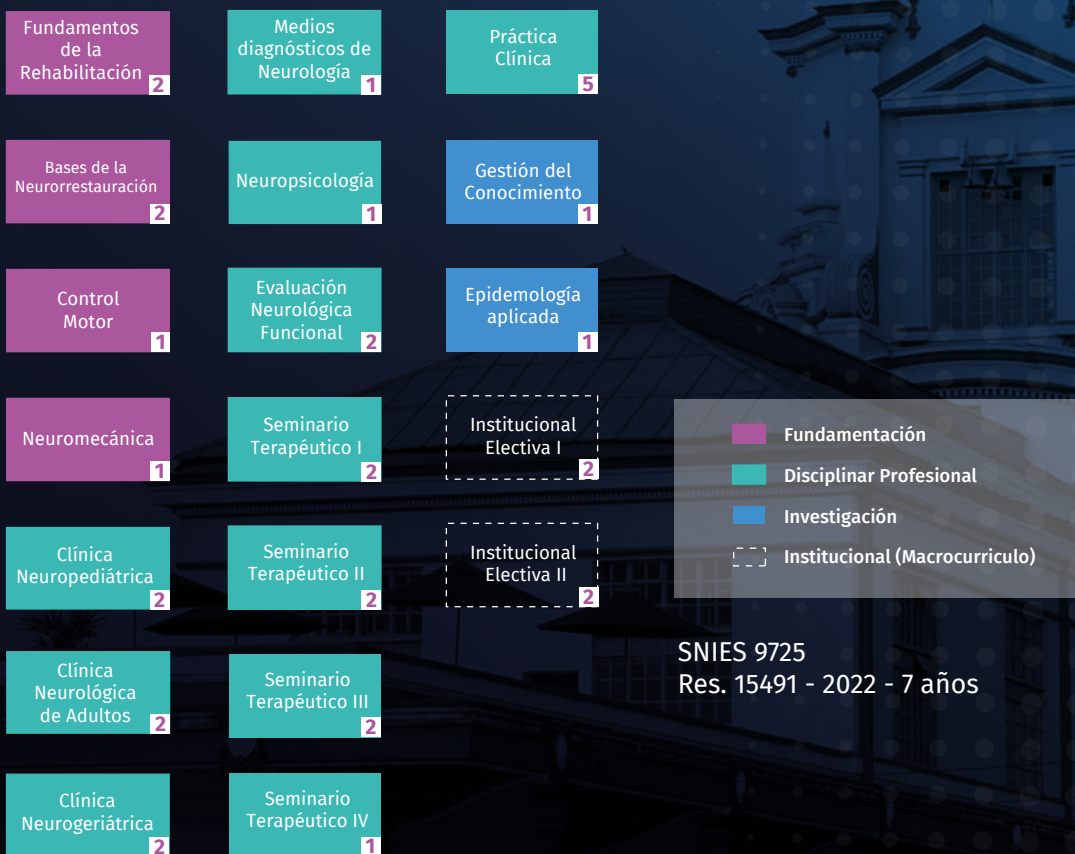 Fundamentos
de la
Rehabilitación
2
Bases de la
Neurorrestauración
2
Control
Motor
1
Neuromecánica
1
Clínica
Neuropediátrica
2
Clínica
Neurológica
de Adultos
2
Clínica
Neurogeriátrica
2
Medios
diagnósticos de
Neurología
1
Neuropsicología
1
Evaluación
Neurológica
Funcional
2
Seminario
Terapéutico I
2
Seminario
Terapéutico II
2
Seminario
Terapéutico III
2
Seminario
Terapéutico IV
1
Práctica
Clínica
5
Gestión del
Conocimiento
1
Epidemología
aplicada
1
Institucional
Electiva I
2
Institucional
Electiva II
2
Fundamentación
Disciplinar Profesional
Investigación
Institucional (Macrocurriculo)
SNIES 9725
Res. 15491 - 2022 - 7 años